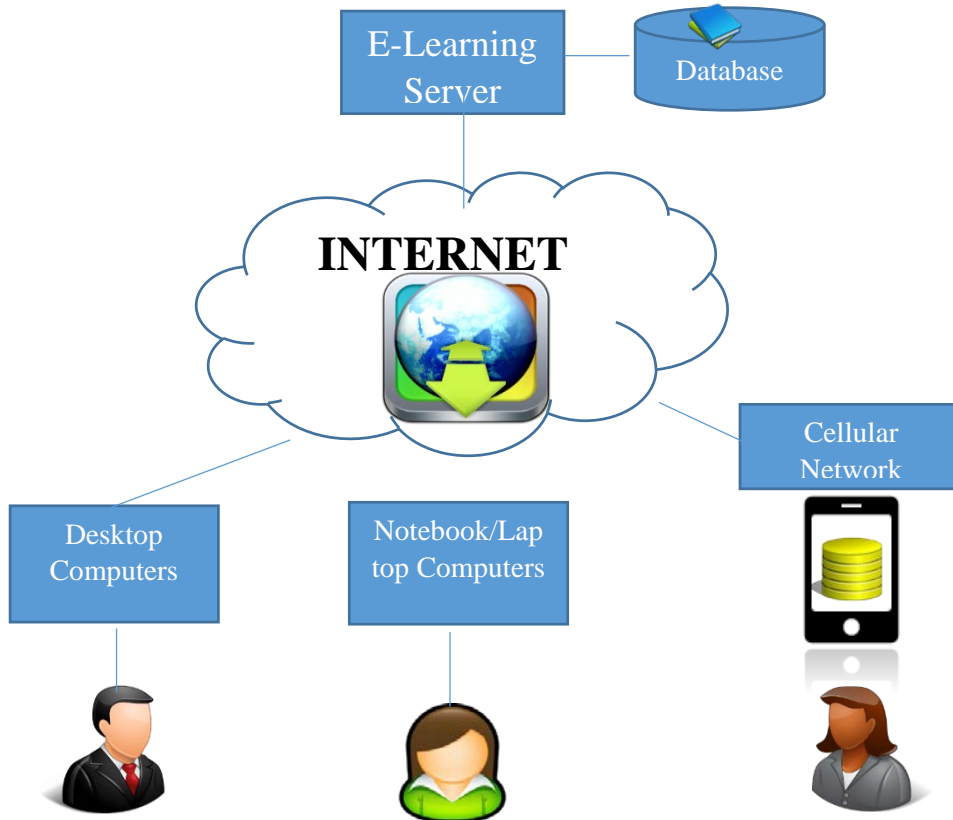 E-Learning
Server
Database
INTERNET
Cellular
Network
Desktop
Computers
Notebook/Lap
top Computers